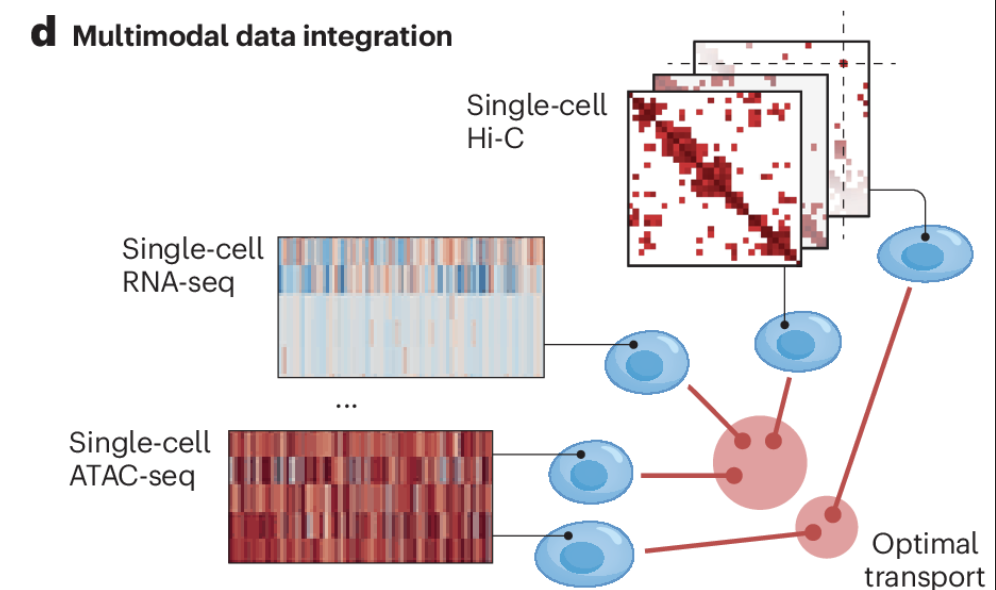 d Multimodal data integration
Single-cell
Hi-C
Single-cell
RNA-seq
...
Single-cell
ATAC-seq
Optimal
transport